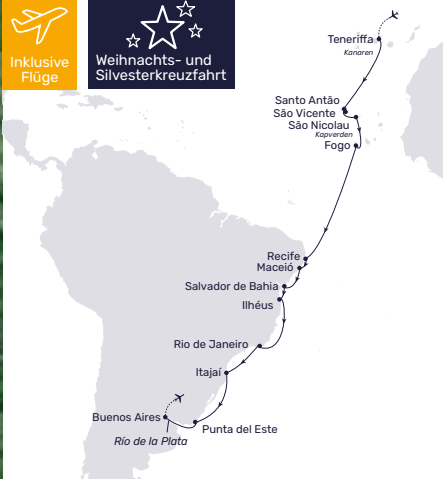 Inklusive
Flüge
Weihnachts- und
Silvesterkreuzfahrt
Teneriffa
Kanaren
Santo Antão
São Vicente
São Nicolau
Kapverden
Fogo
Recife
Maceió
Salvador de Bahia
Ilhéus
Rio de Janeiro
Itajaí
Buenos Aires
Punta del Este
Río de la Plata